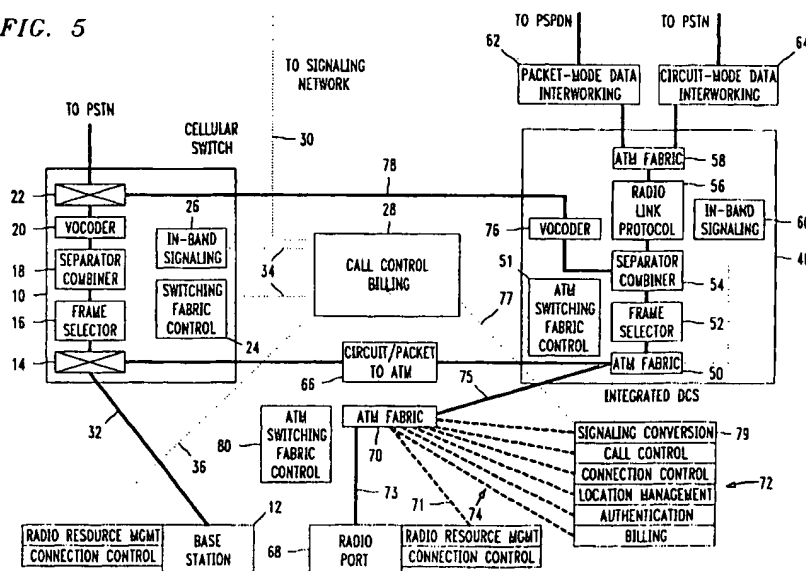 FIG. 5
TO PSPDN
TO PSTN
62
64
TO SIGNALING
NETWORK
PACKET-MODE DATA
INTERWORKING
CIRCUIT-MODE DATA
INTERWORKING
TO PSTN
CELLULAR
SWITCH
30
ATM FABRIC
58
22
78
56
26
28
RADIO
LINK
PROTOCOL
20
VOCODER
IN-BAND
SIGNALING
76
VOCODER
IN-BAND
SIGNALING
60
34
CALL CONTROL
BILLING
18
SEPARATOR
COMBINER
51
SEPARATOR
COMBINER
10
SWITCHING
FABRIC
CONTROL
ATM
SWITCHING
FABRIC
CONTROL
54
77
16
FRAME
SELECTOR
FRAME
SELECTOR
52
24
14
CIRCUIT/PACKET
TO ATM
ATM FABRIC
50
66
75
INTEGRATED DCS
32
80
ATM
SWITCHING
FABRIC
CONTROL
ATM FABRIC
70
SIGNALING CONVERSION
79
36
CALL CONTROL
CONNECTION CONTROL
72
73
71
74
LOCATION MANAGEMENT
12
AUTHENTICATION
BILLING
RADIO RESOURCE MGMT
CONNECTION CONTROL
BASE
STATION
68
RADIO
PORT
RADIO RESOURCE MGMT
CONNECTION CONTROL